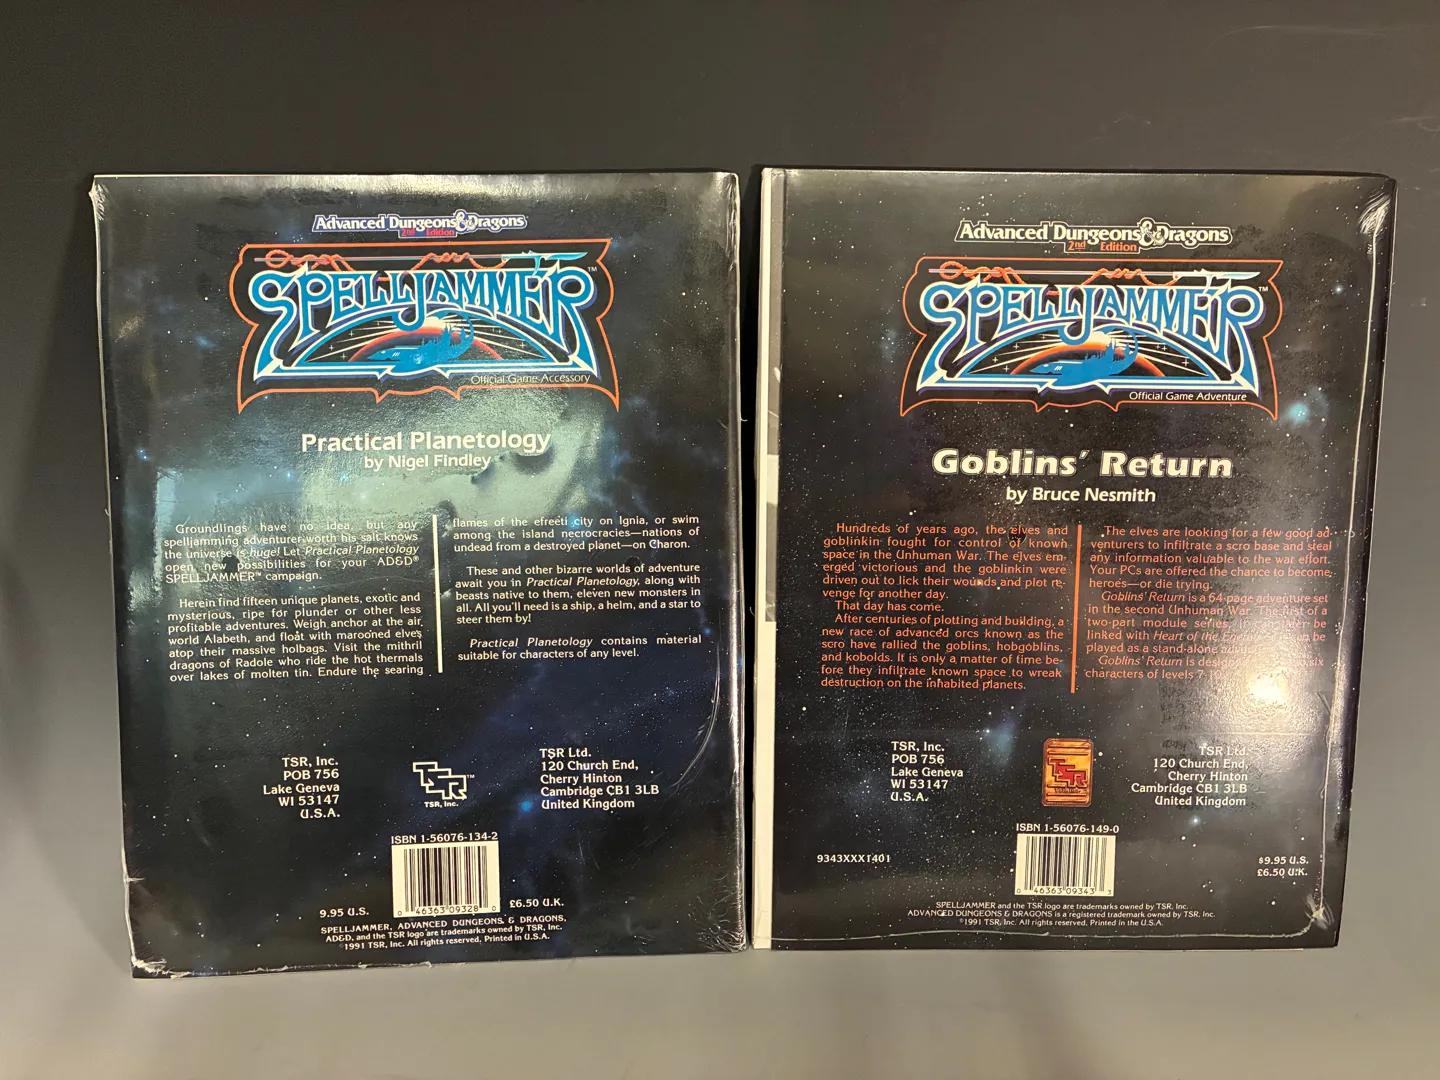 Advanced Dungeons & Dragons
2nd Edition
SPELLJAMMER™
Official Game Accessory
Practical Planetology
by Nigel Findley
Groundlings have no idea, but any
spelljamming adventurer worth his salt knows
the universe is huge! Let Practical Planetology
open new possibilities for your AD&D®
SPELLJAMMER™ campaign.
Herein find fifteen unique planets, exotic and
mysterious, ripe for plunder or other less
profitable adventures. Weigh anchor at the air
world Alabeth, and float with marooned elves
atop their massive holbags. Visit the mithril
dragons of Radole who ride the hot thermals
over lakes of molten tin. Endure the searing
flames of the efreeti city on Ignia, or swim
among the island necrocracies—nations of
undead from a destroyed planet—on Charon.
These and other bizarre worlds of adventure
await you in Practical Planetology, along with
beasts native to them, eleven new monsters in
all. All you'll need is a ship, a helm, and a star to
steer them by!
Practical Planetology contains material
suitable for characters of any level.
TSR, Inc.
POB 756
Lake Geneva
WI 53147
U.S.A.
TSR™
TSR, Inc.
TSR Ltd.
120 Church End,
Cherry Hinton
Cambridge CB1 3LB
United Kingdom
ISBN 1-56076-134-2
0 46363 09328 0
9.95 U.S.
£6.50 U.K.
SPELLJAMMER, ADVANCED DUNGEONS & DRAGONS,
AD&D, and the TSR logo are trademarks owned by TSR, Inc.
©1991 TSR, Inc. All rights reserved. Printed in U.S.A.
Advanced Dungeons & Dragons
2nd Edition
SPELLJAMMER™
Official Game Adventure
Goblins' Return
by Bruce Nesmith
Hundreds of years ago, the elves and
goblinkin fought for control of known
space in the Unhuman War. The elves em-
erged victorious and the goblinkin were
driven out to lick their wounds and plot re-
venge for another day.
That day has come.
After centuries of plotting and building, a
new race of advanced orcs known as the
scro have rallied the goblins, hobgoblins,
and kobolds. It is only a matter of time be-
fore they infiltrate known space to wreak
destruction on the inhabited planets.
The elves are looking for a few good ad-
venturers to infiltrate a scro base and steal
any information valuable to the war effort.
Your PCs are offered the chance to become
heroes—or die trying.
Goblins' Return is a 64-page adventure set
in the second Unhuman War. The first of a
two-part module series, it can either be
linked with Heart of the Enemy or can be
played as a stand-alone
Goblins' Return is six
characters of levels
TSR, Inc.
POB 756
Lake Geneva
WI 53147
U.S.A.
TSR
TSR Ltd.
120 Church End,
Cherry Hinton
Cambridge CB1 3LB
United Kingdom
ISBN 1-56076-149-0
9343XXX1401
0 46363 09343 3
$9.95 U.S.
£6.50 U.K.
SPELLJAMMER and the TSR logo are trademarks owned by TSR, Inc.
ADVANCED DUNGEONS & DRAGONS is a registered trademark owned by TSR, Inc.
©1991 TSR, Inc. All rights reserved. Printed in the U.S.A.